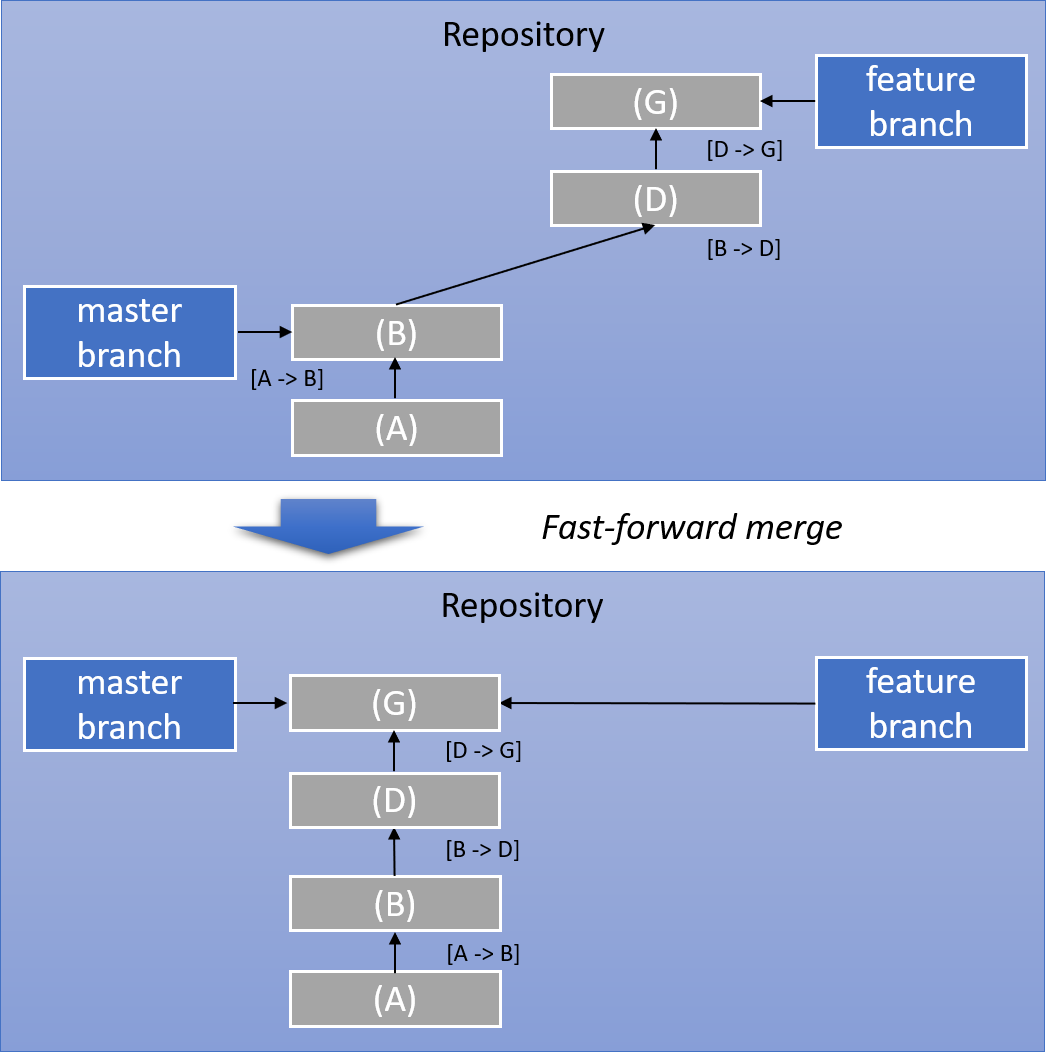 Repository
(G)
feature
branch
[D -> G]
(D)
[B -> D]
master
branch
(B)
[A -> B]
(A)
Fast-forward merge
Repository
master
branch
(G)
feature
branch
[D -> G]
(D)
[B -> D]
(B)
[A -> B]
(A)